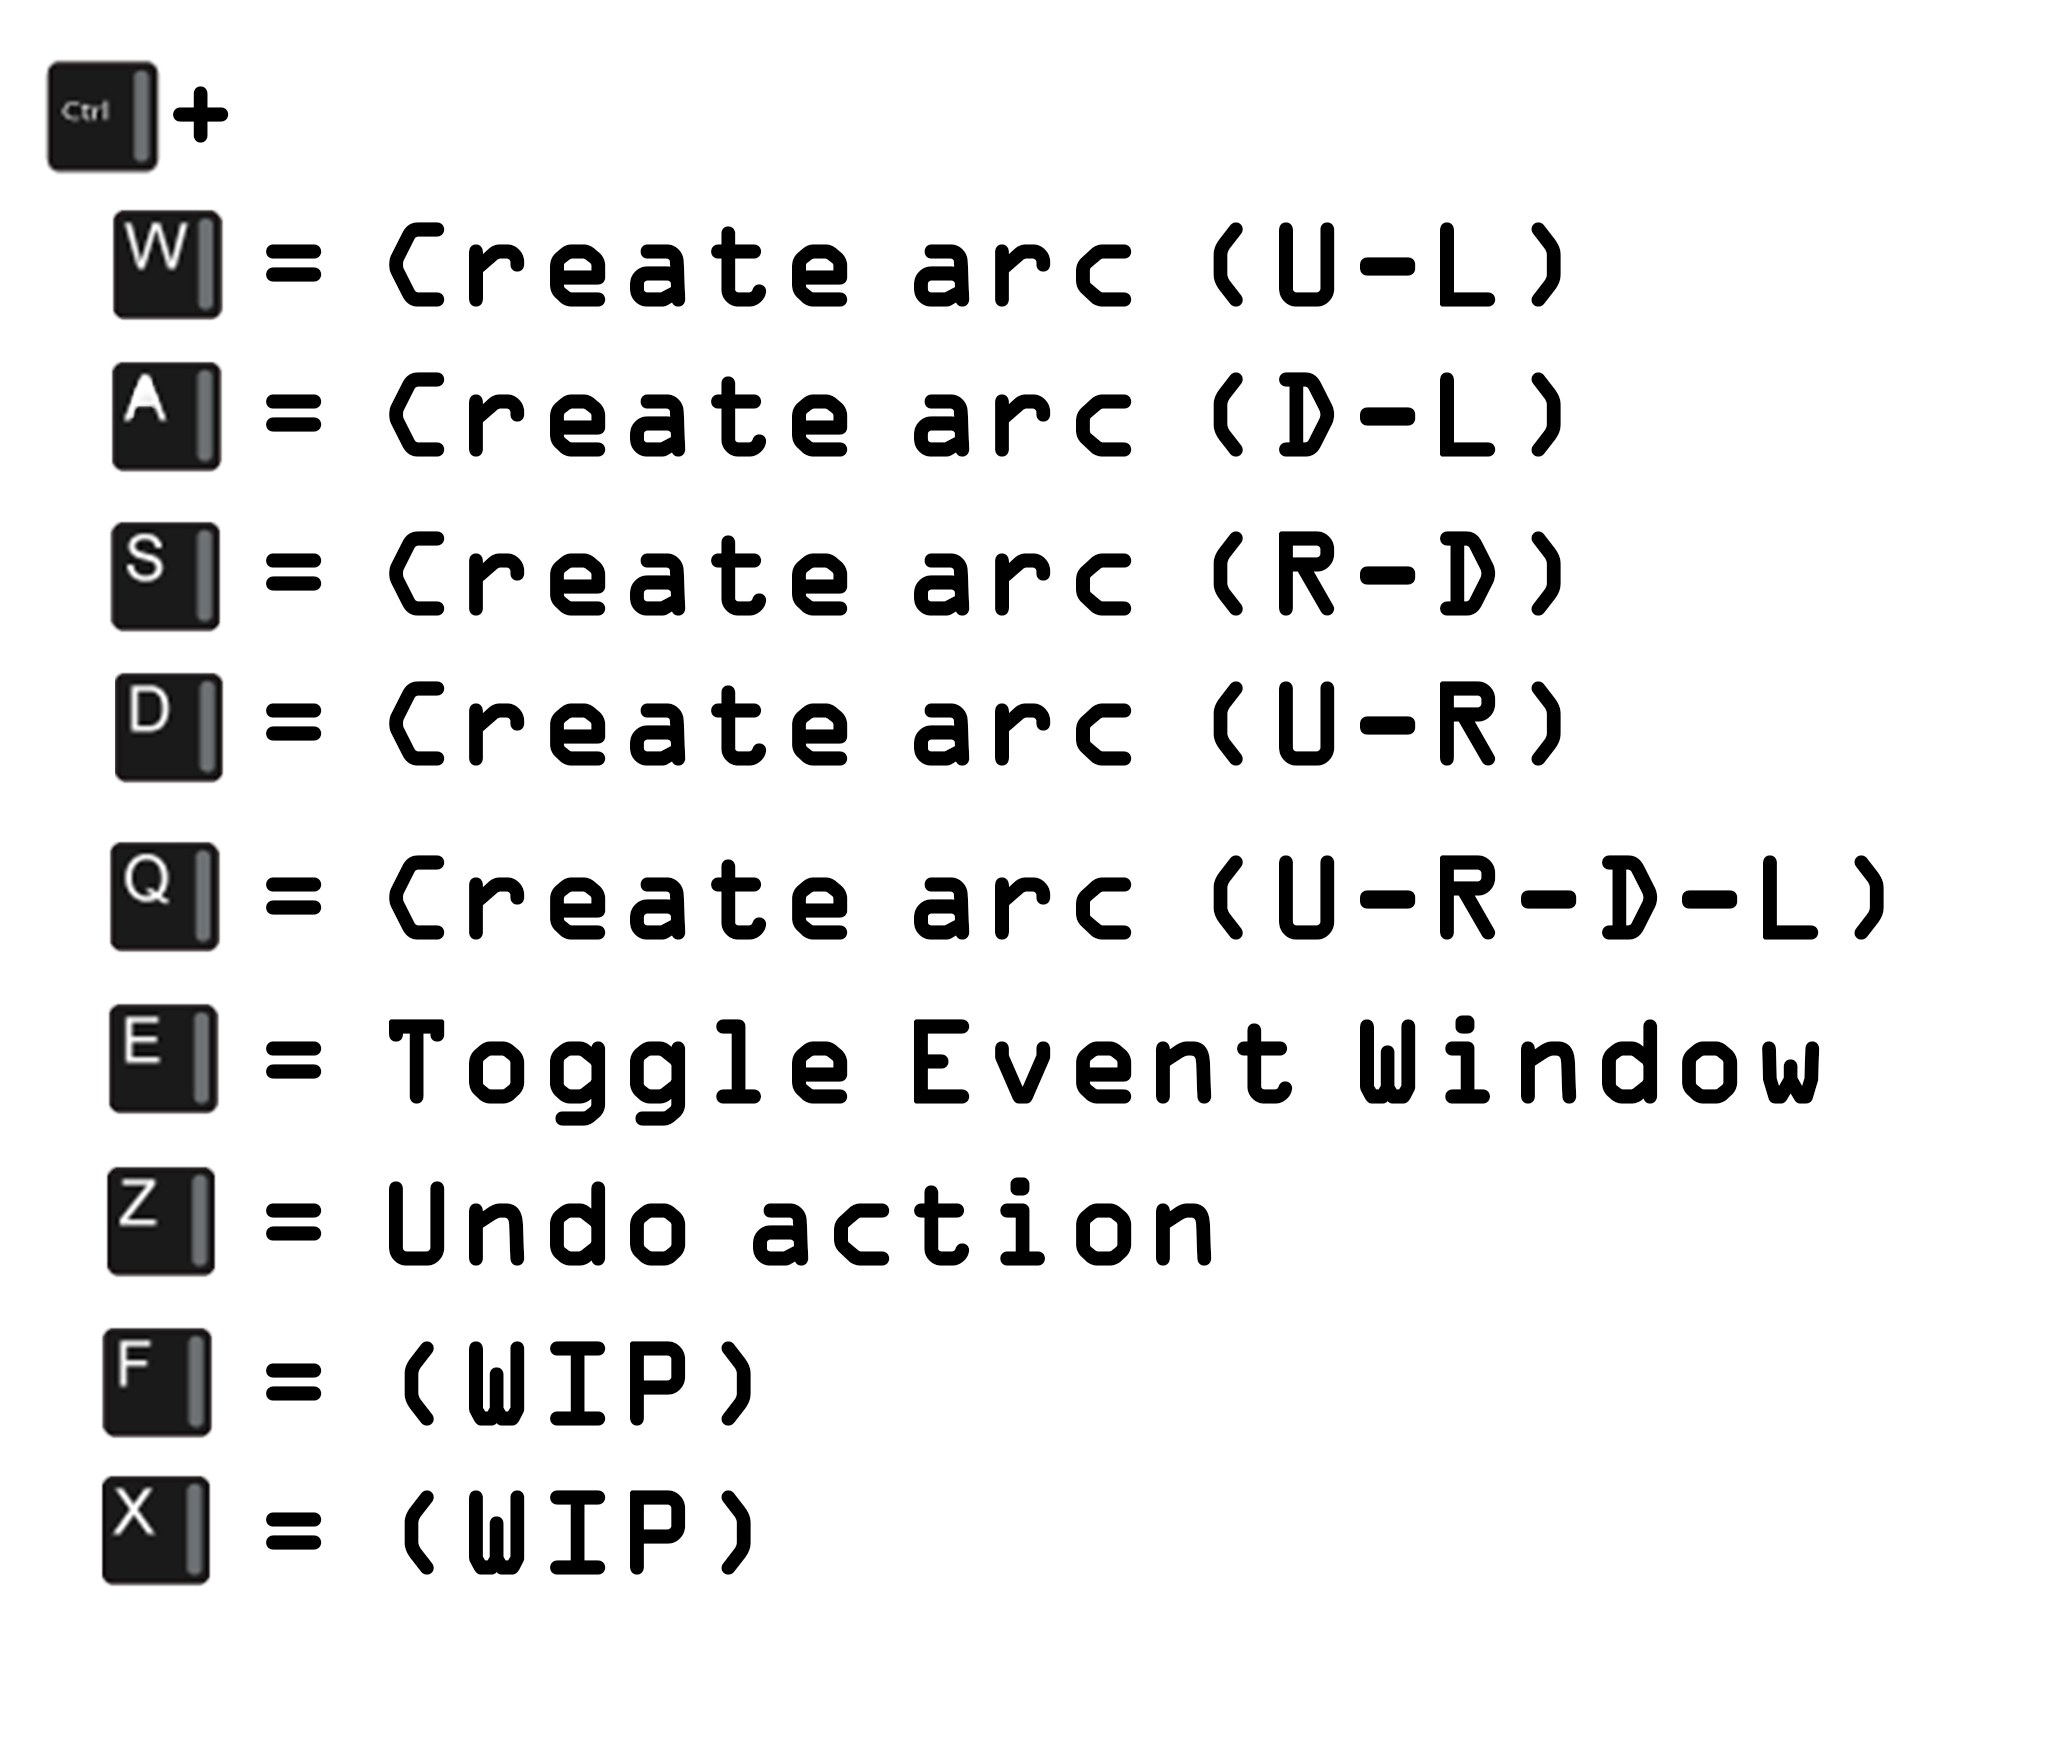 Ctrl +
W = Create arc (U-L)
A = Create arc (D-L)
S = Create arc (R-D)
D = Create arc (U-R)
Q = Create arc (U-R-D-L)
E = Toggle Event Window
Z = Undo action
F = (WIP)
X = (WIP)